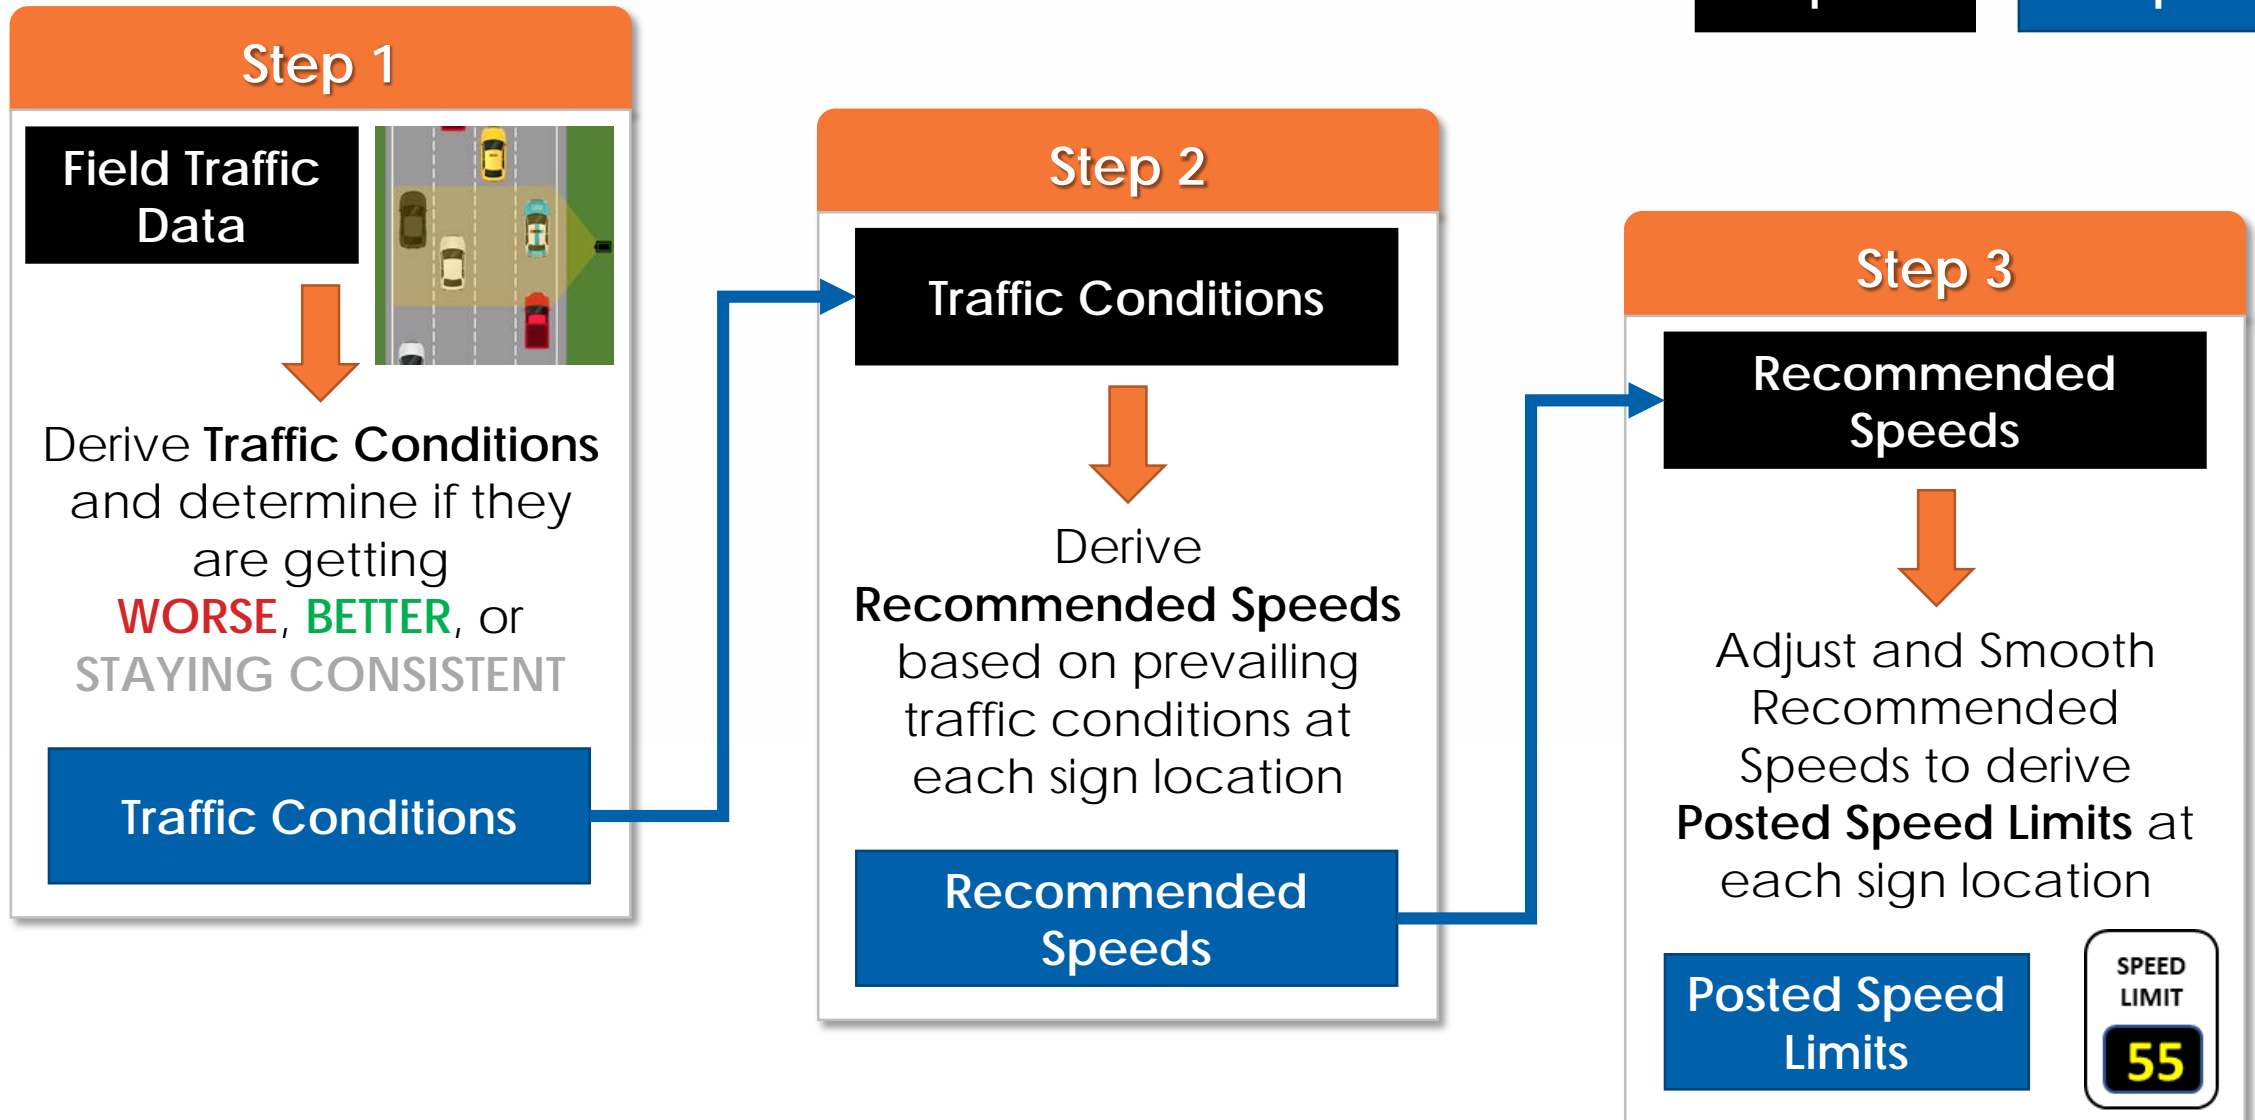 Step 1
Field Traffic
Data
Derive Traffic Conditions
and determine if they
are getting
WORSE, BETTER, or
STAYING CONSISTENT
Traffic Conditions
Step 2
Traffic Conditions
Derive
Recommended Speeds
based on prevailing
traffic conditions at
each sign location
Recommended
Speeds
Step 3
Recommended
Speeds
Adjust and Smooth
Recommended
Speeds to derive
Posted Speed Limits at
each sign location
Posted Speed
Limits
SPEED
LIMIT
55